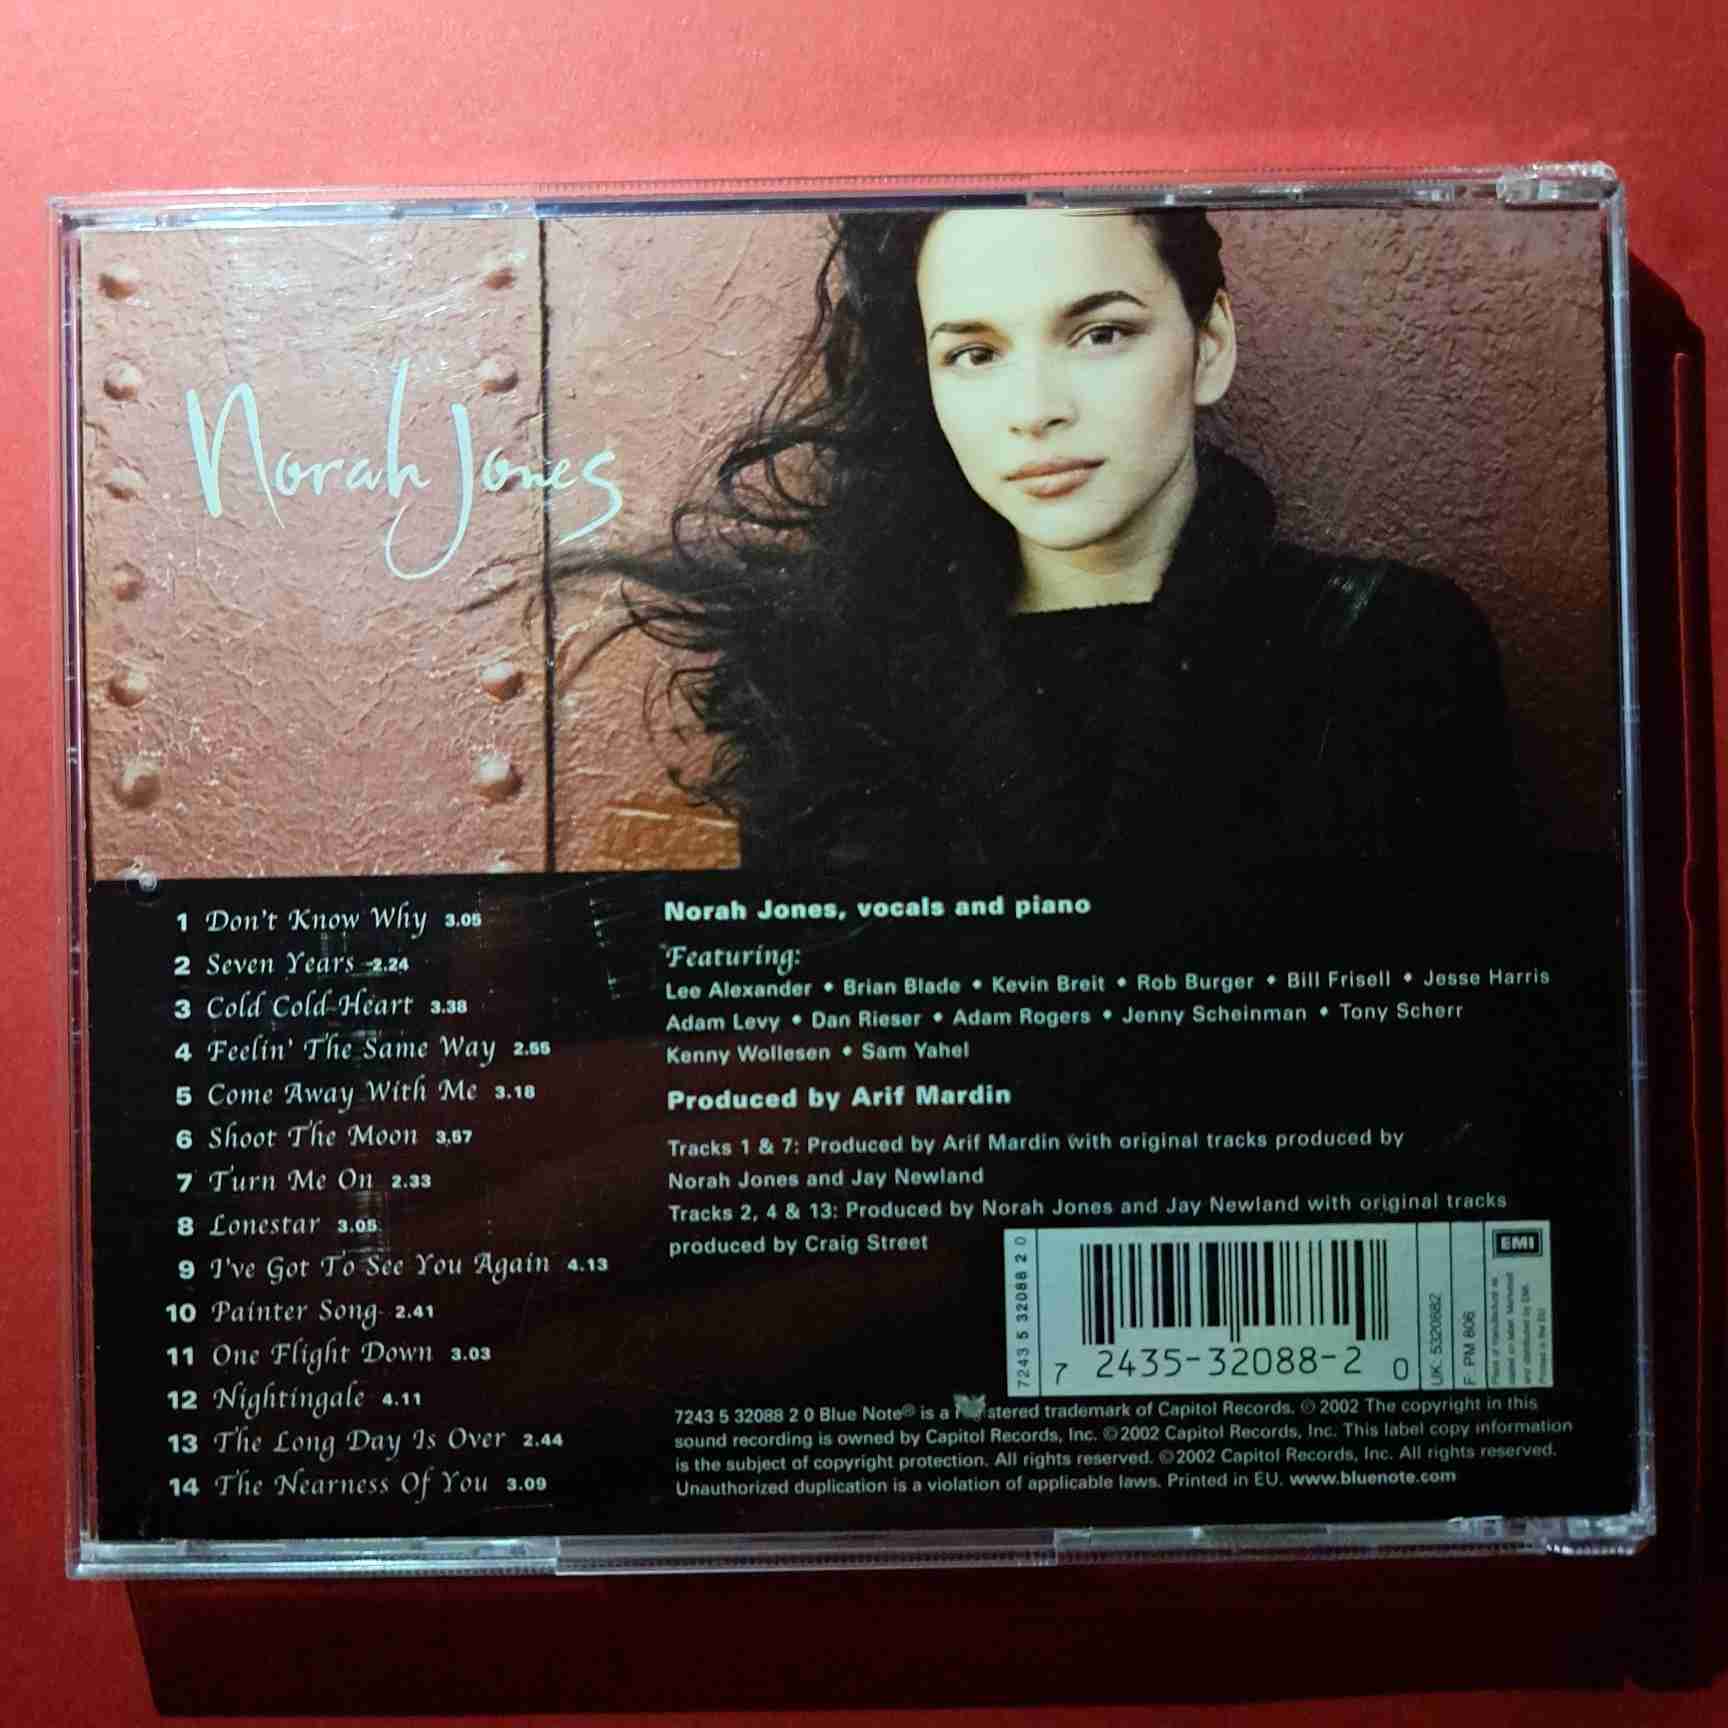 Norah Jones
1 Don't Know Why 3.05
2 Seven Years 2.24
3 Cold Cold Heart 3.38
4 Feelin' The Same Way 2.55
5 Come Away With Me 3.18
6 Shoot The Moon 3.57
7 Turn Me On 2.33
8 Lonestar 3.05
9 I've Got To See You Again 4.13
10 Painter Song 2.41
11 One Flight Down 3.03
12 Nightingale 4.11
13 The Long Day Is Over 2.44
14 The Nearness Of You 3.09
Norah Jones, vocals and piano
Featuring:
Lee Alexander • Brian Blade • Kevin Breit • Rob Burger • Bill Frisell • Jesse Harris
Adam Levy • Dan Rieser • Adam Rogers • Jenny Scheinman • Tony Scherr
Kenny Wollesen • Sam Yahel
Produced by Arif Mardin
Tracks 1 & 7: Produced by Arif Mardin with original tracks produced by
Norah Jones and Jay Newland
Tracks 2, 4 & 13: Produced by Norah Jones and Jay Newland with original tracks
produced by Craig Street
7243 5 32088 2 0
7 2435-32088-2 0
UK: 5320882
F: PM 606
EMI
7243 5 32088 2 0 Blue Note® is a stered trademark of Capitol Records. ℗ 2002 The copyright in this
sound recording is owned by Capitol Records, Inc. © 2002 Capitol Records, Inc. This label copy information
is the subject of copyright protection. All rights reserved. © 2002 Capitol Records, Inc. All rights reserved.
Unauthorized duplication is a violation of applicable laws. Printed in EU. www.bluenote.com